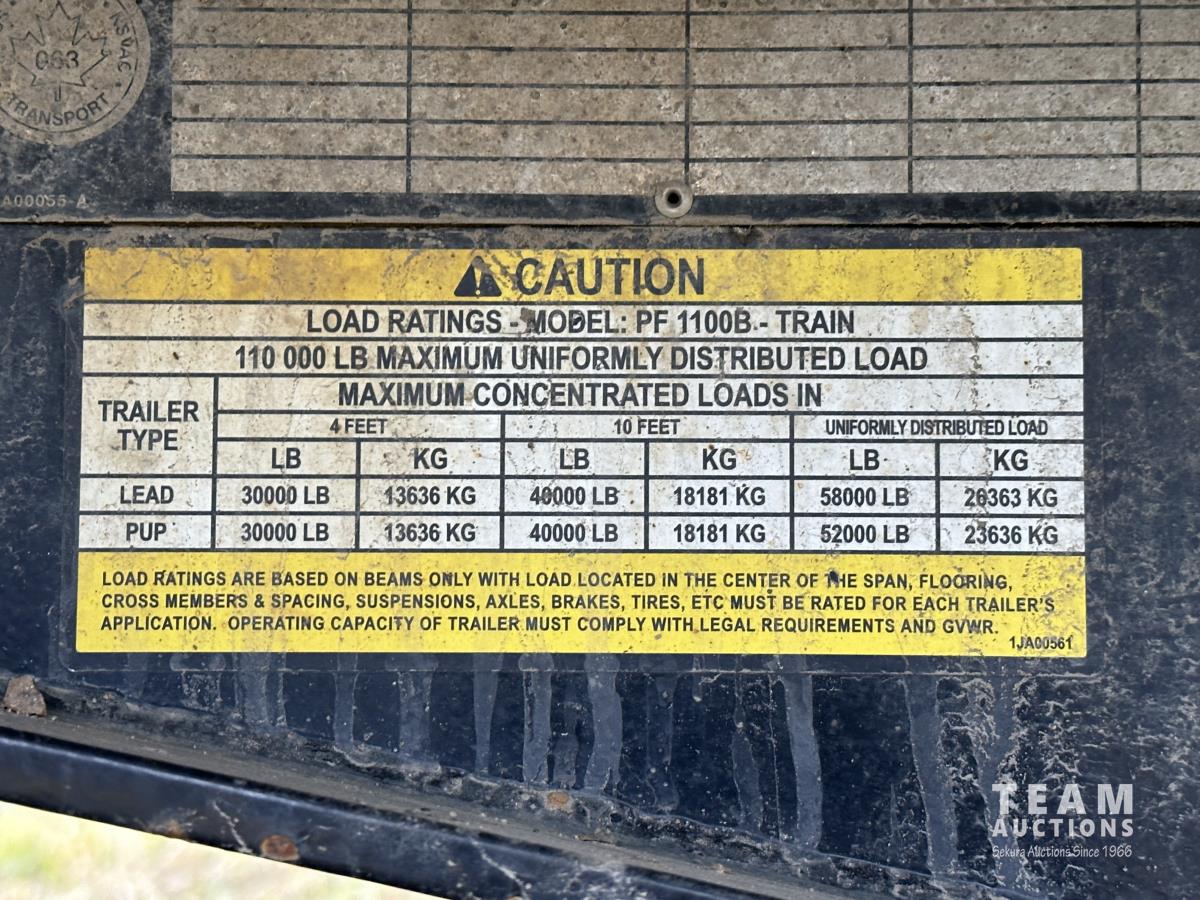 NSVAC
063
TRANSPORT
A00055-A
CAUTION
LOAD RATINGS - MODEL: PF 1100B - TRAIN
110 000 LB MAXIMUM UNIFORMLY DISTRIBUTED LOAD
TRAILER TYPE
MAXIMUM CONCENTRATED LOADS IN
4 FEET 10 FEET UNIFORMLY DISTRIBUTED LOAD
LB KG LB KG LB KG
LEAD 30000 LB 13636 KG 40000 LB 18181 KG 58000 LB 26363 KG
PUP 30000 LB 13636 KG 40000 LB 18181 KG 52000 LB 23636 KG
LOAD RATINGS ARE BASED ON BEAMS ONLY WITH LOAD LOCATED IN THE CENTER OF THE SPAN, FLOORING,
CROSS MEMBERS & SPACING, SUSPENSIONS, AXLES, BRAKES, TIRES, ETC MUST BE RATED FOR EACH TRAILER'S
APPLICATION. OPERATING CAPACITY OF TRAILER MUST COMPLY WITH LEGAL REQUIREMENTS AND GVWR.
1JA00561
TEAM
AUCTIONS
Sekura Auctions Since 1966